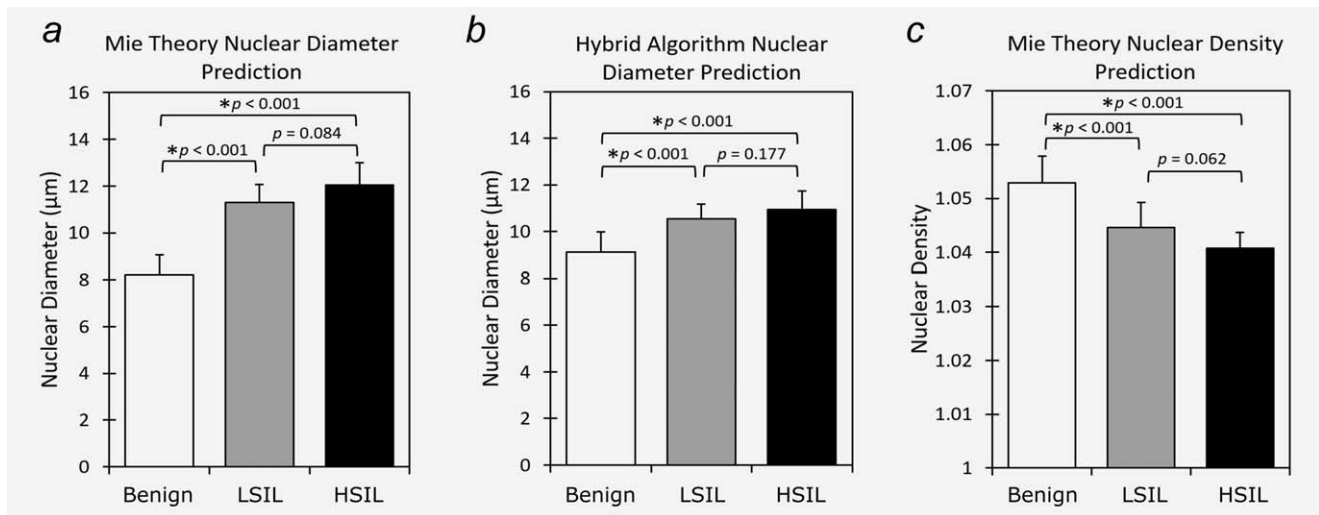 a
Mie Theory Nuclear Diameter
Prediction
Nuclear Diameter (μm)
16
14
12
10
8
6
4
2
0
*p < 0.001
p = 0.084
*p < 0.001
Benign
LSIL
HSIL
b
Hybrid Algorithm Nuclear
Diameter Prediction
Nuclear Diameter (μm)
16
14
12
10
8
6
4
2
0
*p < 0.001
*p < 0.001
p = 0.177
Benign
LSIL
HSIL
c
Mie Theory Nuclear Density
Prediction
Nuclear Density
1.07
1.06
1.05
1.04
1.03
1.02
1.01
1
*p < 0.001
*p < 0.001
p = 0.062
Benign
LSIL
HSIL